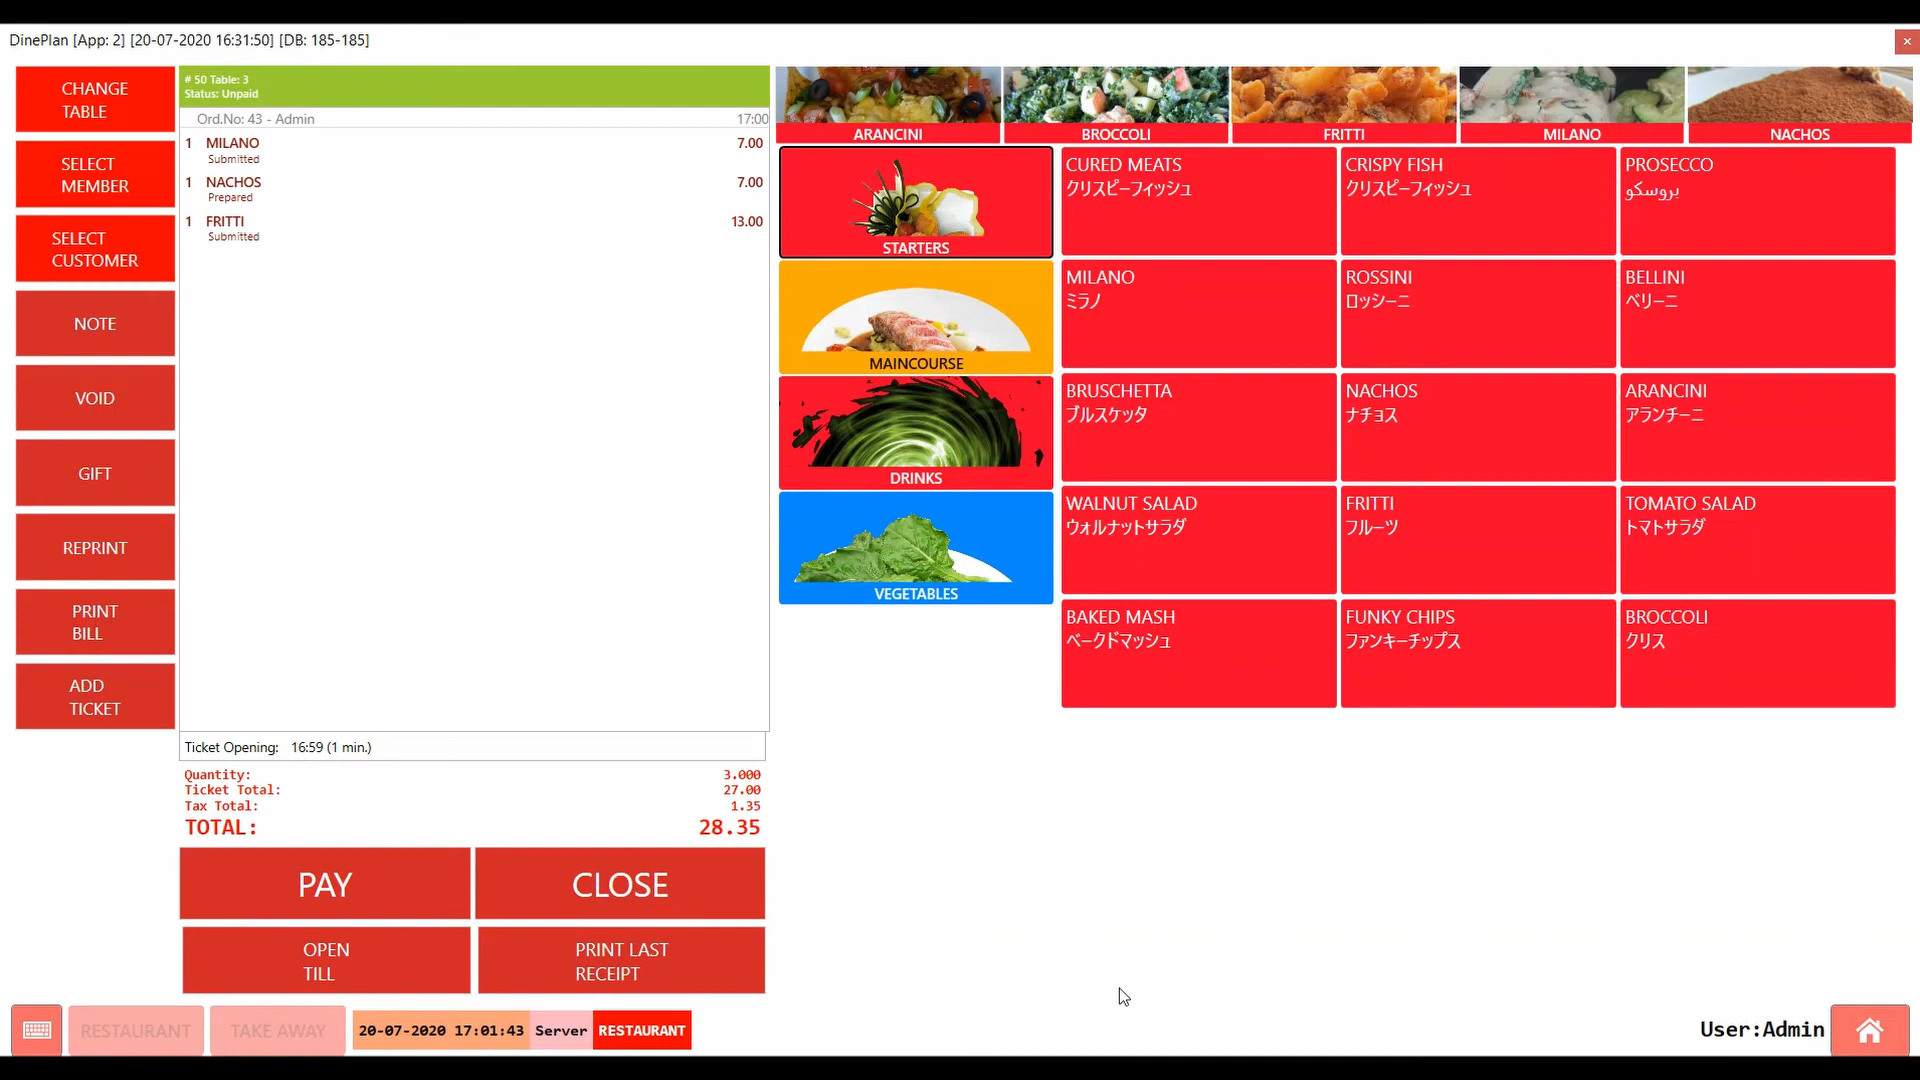 DinePlan [App: 2] [20-07-2020 16:31:50] [DB: 185-185]
CHANGE
TABLE
SELECT
MEMBER
SELECT
CUSTOMER
NOTE
VOID
GIFT
REPRINT
PRINT
BILL
ADD
TICKET
# 50 Table: 3
Status: Unpaid
Ord.No: 43 - Admin 17:00
1 MILANO 7.00
Submitted
1 NACHOS 7.00
Prepared
1 FRITTI 13.00
Submitted
Ticket Opening: 16:59 (1 min.)
Quantity: 3.000
Ticket Total: 27.00
Tax Total: 1.35
TOTAL: 28.35
PAY
CLOSE
OPEN
TILL
PRINT LAST
RECEIPT
ARANCINI
BROCCOLI
FRITTI
MILANO
NACHOS
STARTERS
MAINCOURSE
DRINKS
VEGETABLES
CURED MEATS
クリスピーフィッシュ
CRISPY FISH
クリスピーフィッシュ
PROSECCO
بروسكو
MILANO
ミラノ
ROSSINI
ロッシーニ
BELLINI
ベリーニ
BRUSCHETTA
ブルスケッタ
NACHOS
ナチョス
ARANCINI
アランチーニ
WALNUT SALAD
ウォルナットサラダ
FRITTI
フルーツ
TOMATO SALAD
トマトサラダ
BAKED MASH
ベークドマッシュ
FUNKY CHIPS
ファンキーチップス
BROCCOLI
クリス
RESTAURANT
TAKE AWAY
20-07-2020 17:01:43 Server RESTAURANT
User:Admin